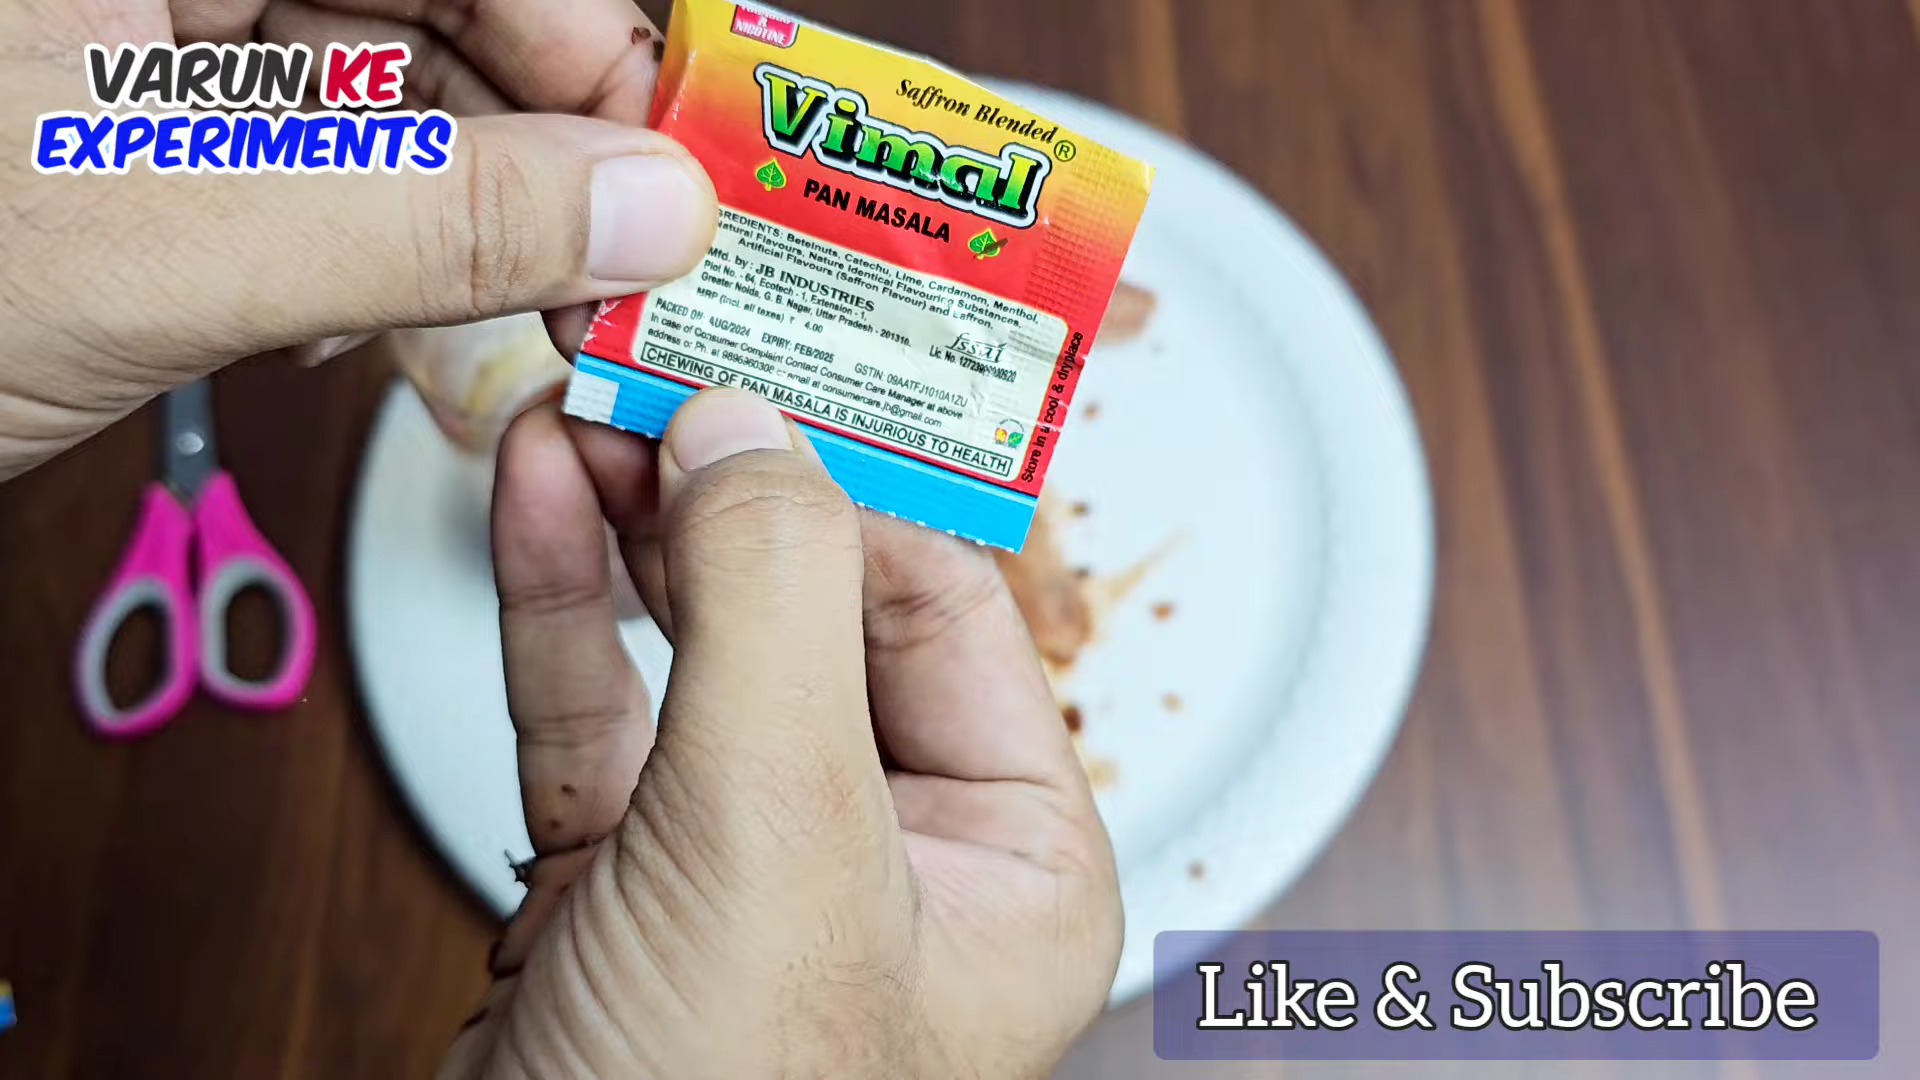 VARUN KE
EXPERIMENTS
&
NICOTINE
Saffron Blended
Vimal®
PAN MASALA
INGREDIENTS: Betelnuts, Catechu, Lime, Cardamom, Menthol,
Natural Flavours, Nature Identical Flavouring Substances,
Artificial Flavours (Saffron Flavour) and Saffron.
Mfd. by: JB INDUSTRIES
Plot No. - 64, Ecotech - 1, Extension - 1,
Greater Noida, G. B. Nagar, Uttar Pradesh - 201310.
MRP (Incl. all taxes) ₹ 4.00
fssai
Lic. No.
PACKED ON: AUG/2024 EXPIRY: FEB/2025 GSTIN: 09AATFJ1010A1ZU
In case of Consumer Complaint Contact Consumer Care Manager at above
address or Ph. at or email at consumercare.jb@gmail.com
CHEWING OF PAN MASALA IS INJURIOUS TO HEALTH
Store in a cool & dryplace
Like & Subscribe